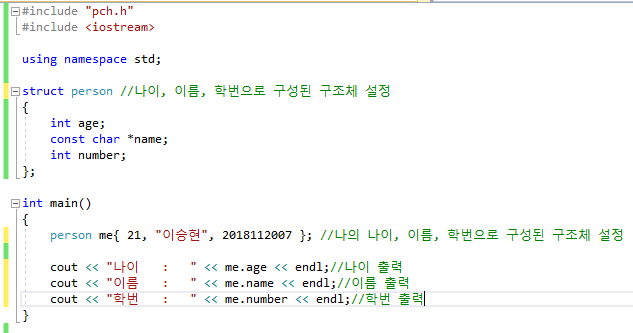 #include "pch.h"
#include <iostream>
using namespace std;
struct person //나이, 이름, 학번으로 구성된 구조체 설정
{
int age;
const char *name;
int number;
};
int main()
{
person me{ 21, "이승현", 2018112007 }; //나의 나이, 이름, 학번으로 구성된 구조체 설정
cout << "나이   :   " << me.age << endl;//나이 출력
cout << "이름   :   " << me.name << endl;//이름 출력
cout << "학번   :   " << me.number << endl;//학번 출력
}